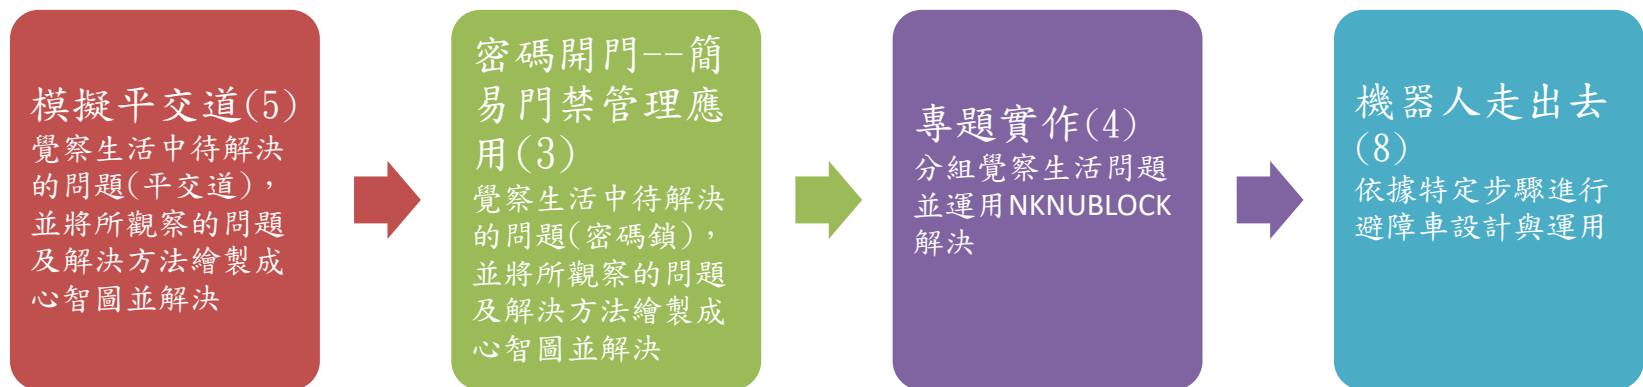 模擬平交道(5)
覺察生活中待解決
的問題(平交道)，
並將所觀察的問題
及解決方法繪製成
心智圖並解決
密碼開門--簡
易門禁管理應
用(3)
覺察生活中待解決
的問題(密碼鎖)，
並將所觀察的問題
及解決方法繪製成
心智圖並解決
專題實作(4)
分組覺察生活問題
並運用NKNUBLOCK
解決
機器人走出去
(8)
依據特定步驟進行
避障車設計與運用